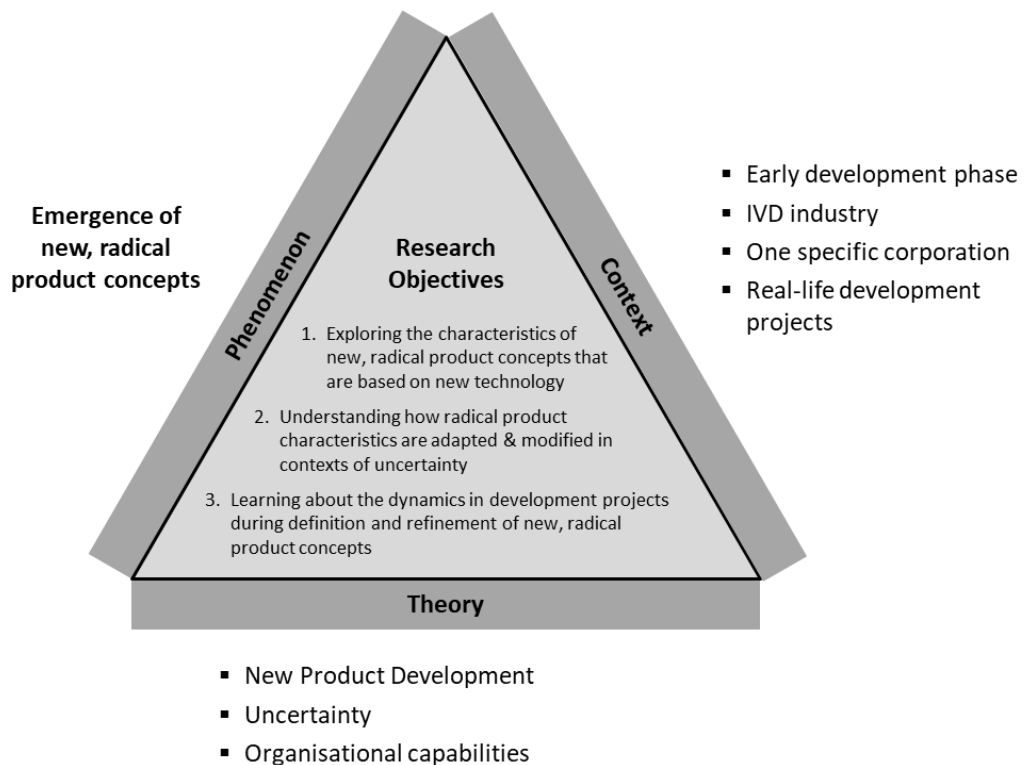 Emergence of
new, radical
product concepts
Phenomenon
Research
Objectives
1. Exploring the characteristics of
new, radical product concepts that
are based on new technology
2. Understanding how radical product
characteristics are adapted & modified in
contexts of uncertainty
3. Learning about the dynamics in development projects
during definition and refinement of new, radical
product concepts
Context
▪ Early development phase
▪ IVD industry
▪ One specific corporation
▪ Real-life development
projects
Theory
▪ New Product Development
▪ Uncertainty
▪ Organisational capabilities